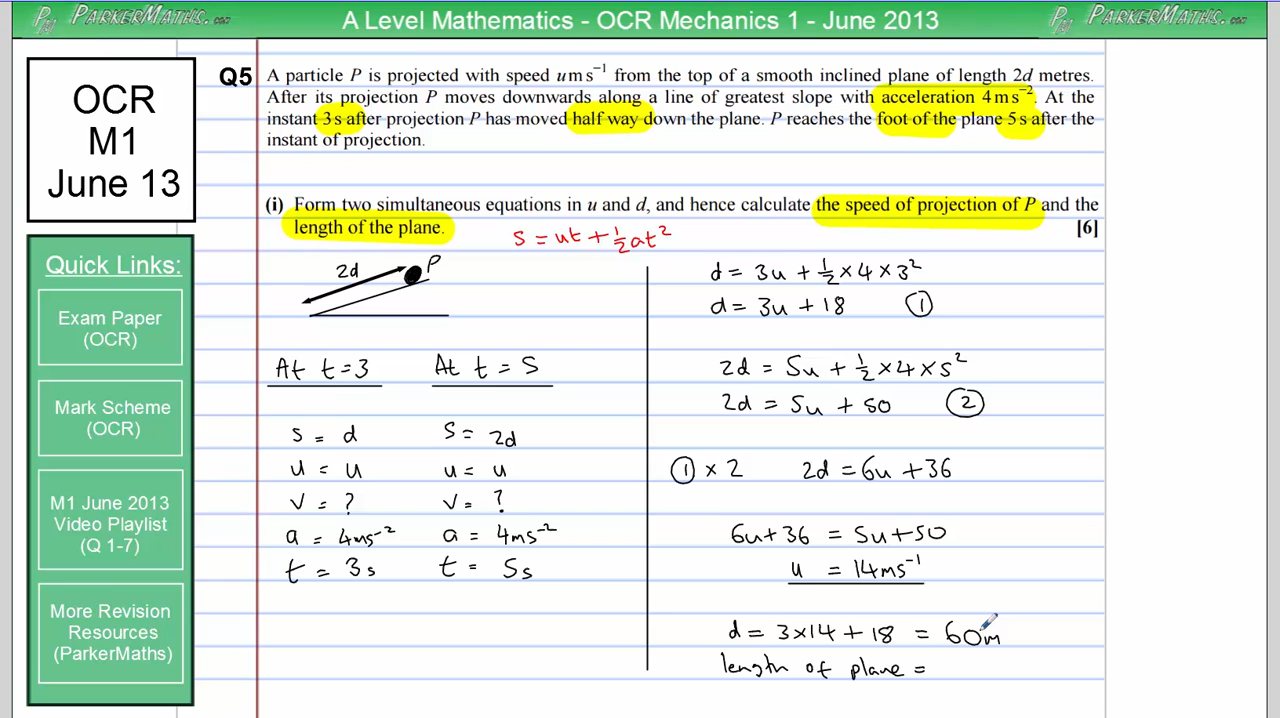 PARKERMATHS.COM
A Level Mathematics - OCR Mechanics 1 - June 2013
PARKERMATHS.COM
OCR
M1
June 13
Quick Links:
Exam Paper
(OCR)
Mark Scheme
(OCR)
M1 June 2013
Video Playlist
(Q 1-7)
More Revision
Resources
(ParkerMaths)
Q5
A particle P is projected with speed u m s⁻¹ from the top of a smooth inclined plane of length 2d metres.
After its projection P moves downwards along a line of greatest slope with acceleration 4 m s⁻². At the
instant 3 s after projection P has moved half way down the plane. P reaches the foot of the plane 5 s after the
instant of projection.
(i) Form two simultaneous equations in u and d, and hence calculate the speed of projection of P and the
length of the plane. [6]
s = ut + ½at²
2d P
At t = 3
s = d
u = u
v = ?
a = 4ms⁻²
t = 3s
At t = 5
s = 2d
u = u
v = ?
a = 4ms⁻²
t = 5s
d = 3u + ½ × 4 × 3²
d = 3u + 18 ①
2d = 5u + ½ × 4 × 5²
2d = 5u + 50 ②
① × 2 2d = 6u + 36
6u + 36 = 5u + 50
u = 14ms⁻¹
d = 3 × 14 + 18 = 60m
length of plane =